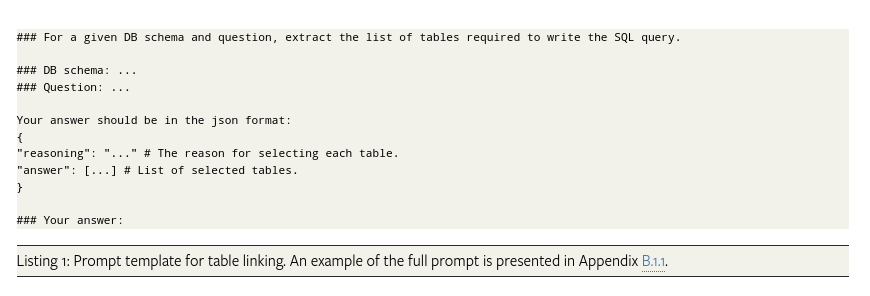 ### For a given DB schema and question, extract the list of tables required to write the SQL query.
### DB schema: ...
### Question: ...
Your answer should be in the json format:
{
"reasoning": "..." # The reason for selecting each table.
"answer": [...] # List of selected tables.
}
### Your answer:
Listing 1: Prompt template for table linking. An example of the full prompt is presented in Appendix B.1.1.